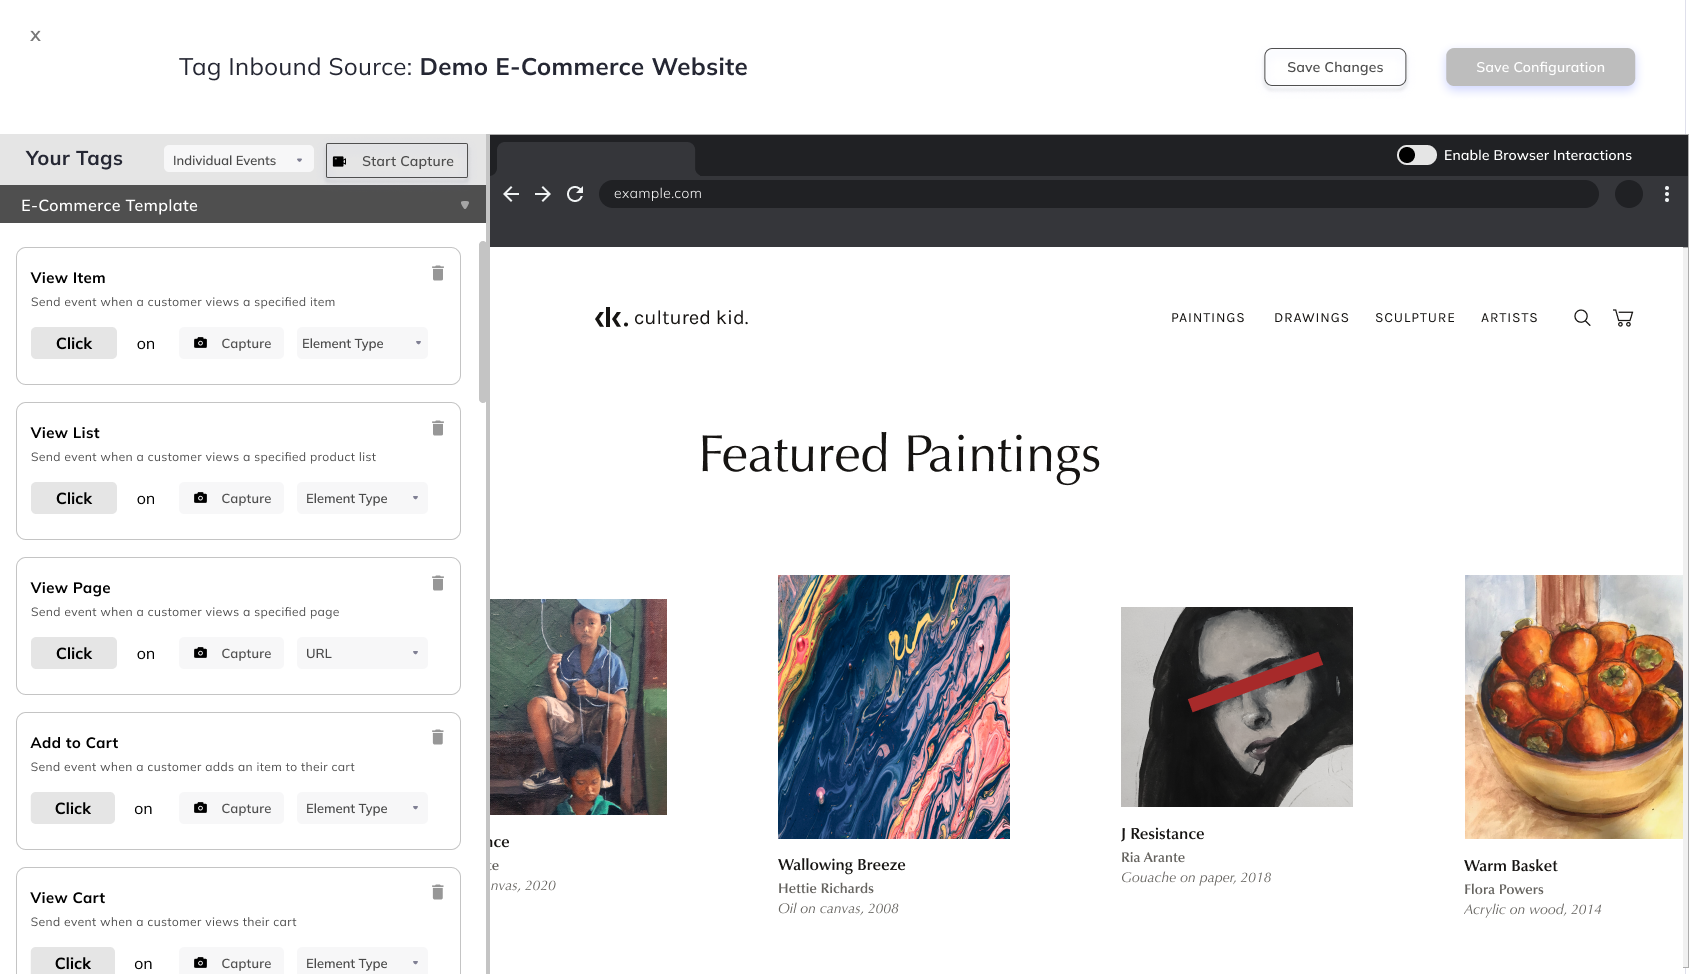 x
Tag Inbound Source: Demo E-Commerce Website
Save Changes
Save Configuration
Your Tags
Individual Events
Start Capture
E-Commerce Template
View Item
Send event when a customer views a specified item
Click on Capture Element Type
View List
Send event when a customer views a specified product list
Click on Capture Element Type
View Page
Send event when a customer views a specified page
Click on Capture URL
Add to Cart
Send event when a customer adds an item to their cart
Click on Capture Element Type
View Cart
Send event when a customer views their cart
Click on Capture Element Type
Enable Browser Interactions
example.com
cultured kid.
PAINTINGS DRAWINGS SCULPTURE ARTISTS
Featured Paintings
nce
te
nvas, 2020
Wallowing Breeze
Hettie Richards
Oil on canvas, 2008
J Resistance
Ria Arante
Gouache on paper, 2018
Warm Basket
Flora Powers
Acrylic on wood, 2014